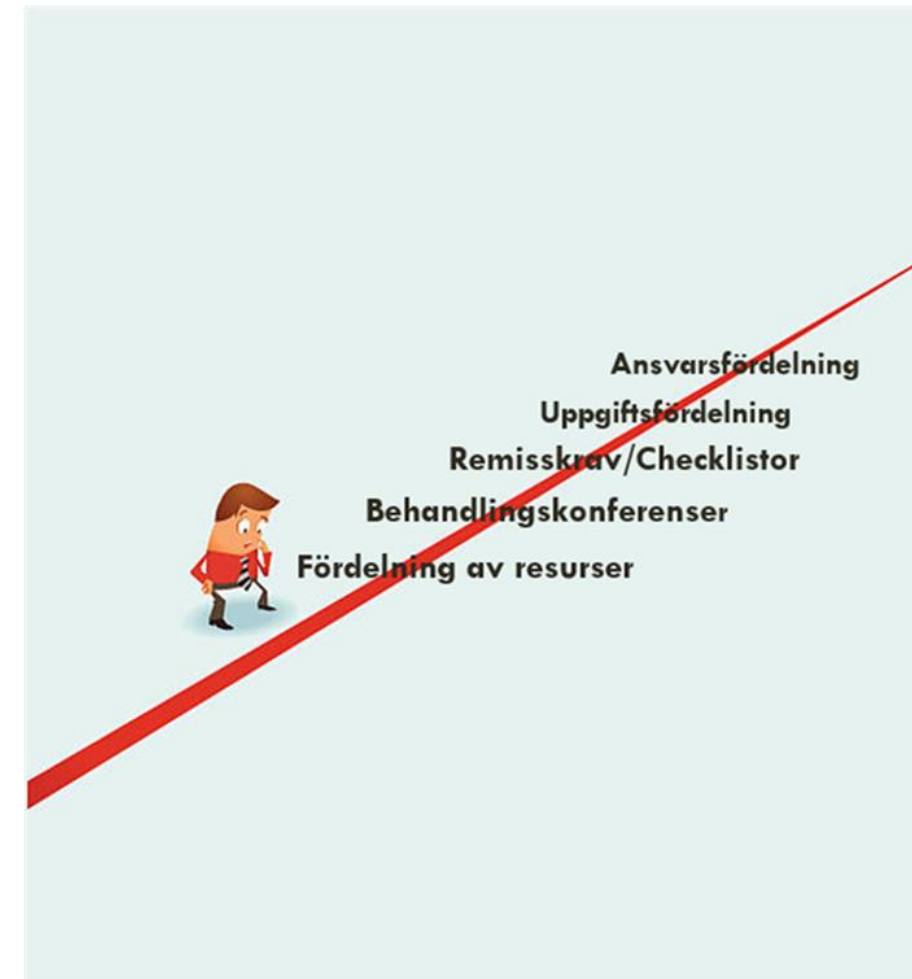 Ansvarsfördelning
Uppgiftsfördelning
Remisskrav/Checklistor
Behandlingskonferenser
Fördelning av resurser